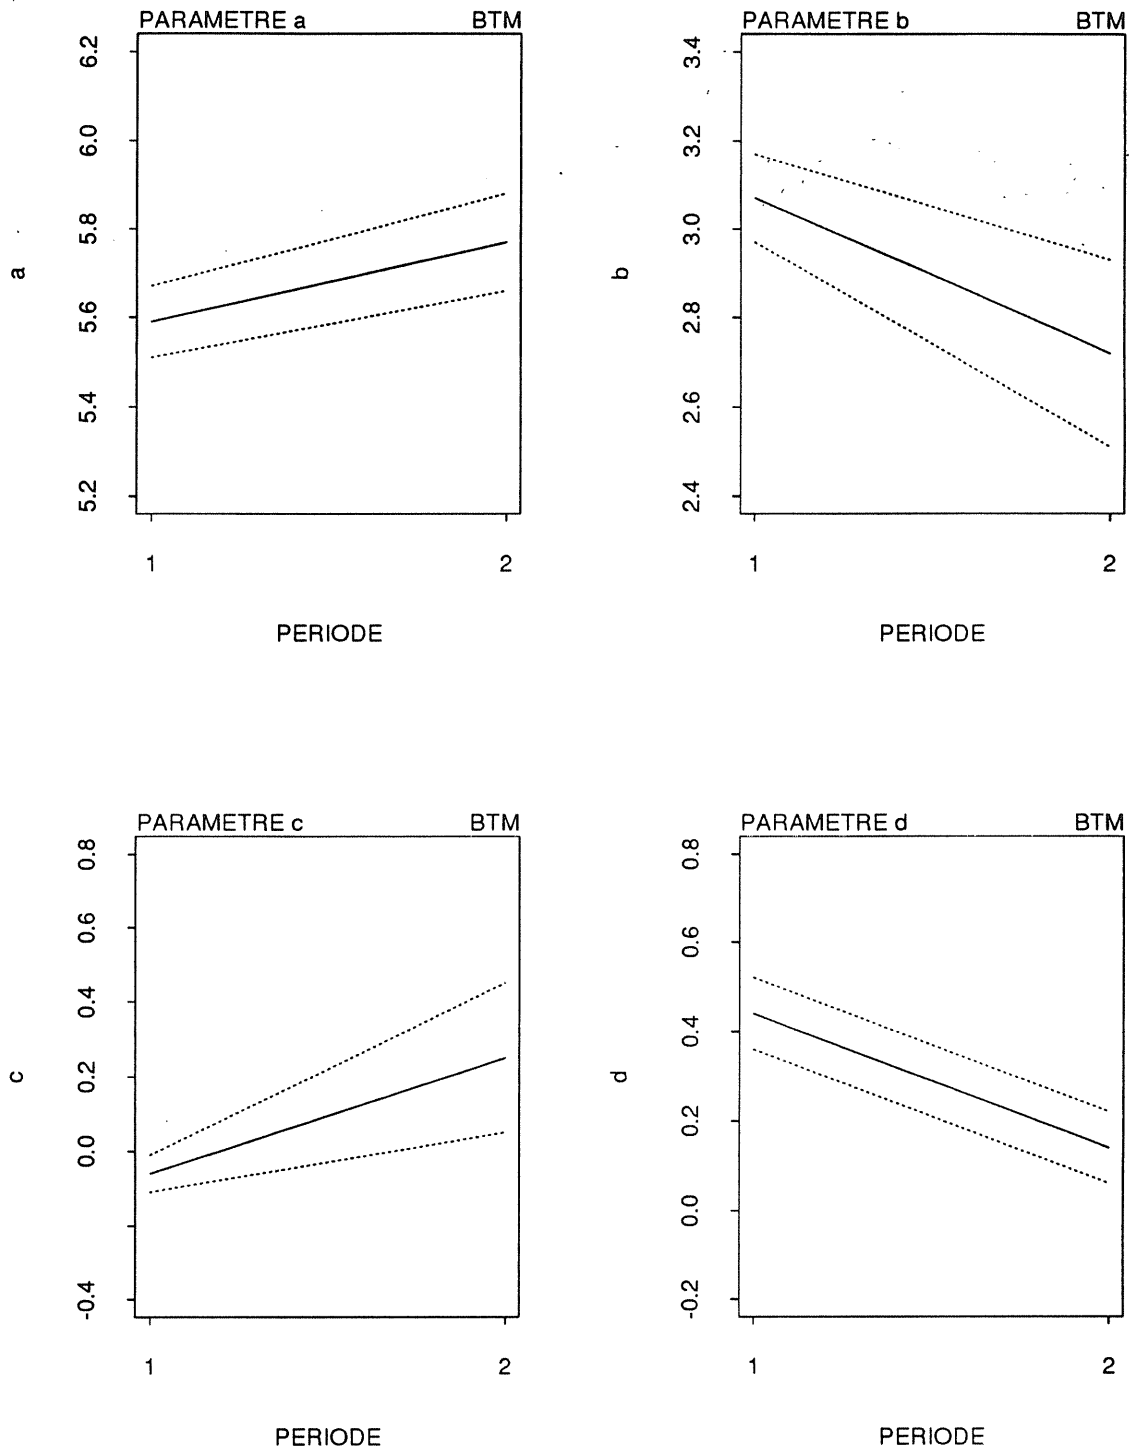 PARAMETRE a BTM
6.2
6.0
5.8
5.6
5.4
5.2
a
1 2
PERIODE
PARAMETRE b BTM
3.4
3.2
3.0
2.8
2.6
2.4
b
1 2
PERIODE
PARAMETRE c BTM
0.8
0.6
0.4
0.2
0.0
-0.4
c
1 2
PERIODE
PARAMETRE d BTM
0.8
0.6
0.4
0.2
0.0
-0.2
d
1 2
PERIODE